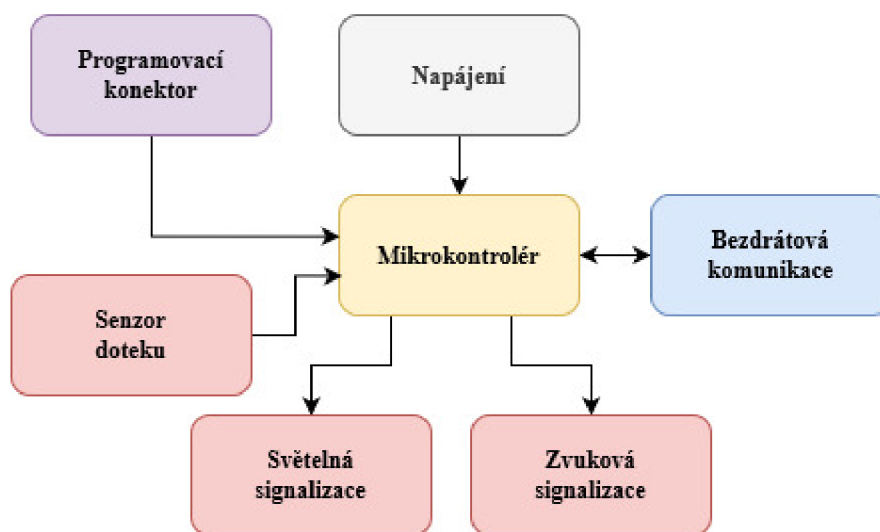 Programovací
konektor
Napájení
Mikrokontrolér
Bezdrátová
komunikace
Senzor
doteku
Světelná
signalizace
Zvuková
signalizace